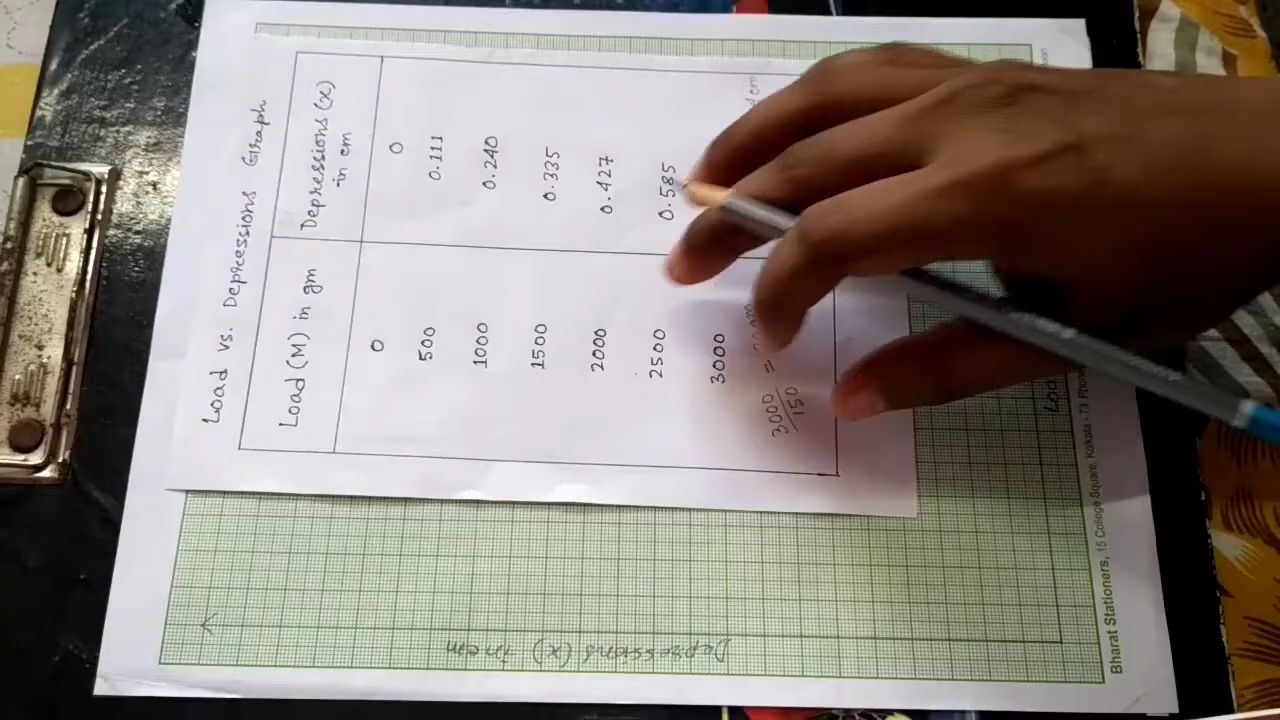 Load vs. Depressions Graph
Load (M) in gm Depressions (x) in cm
0 0
500 0.111
1000 0.240
1500 0.335
2000 0.427
2500 0.585
3000
3000/150 =
cm
Depressions (x) in cm
Bharat Stationers, 15 College Square, Kolkata - 73